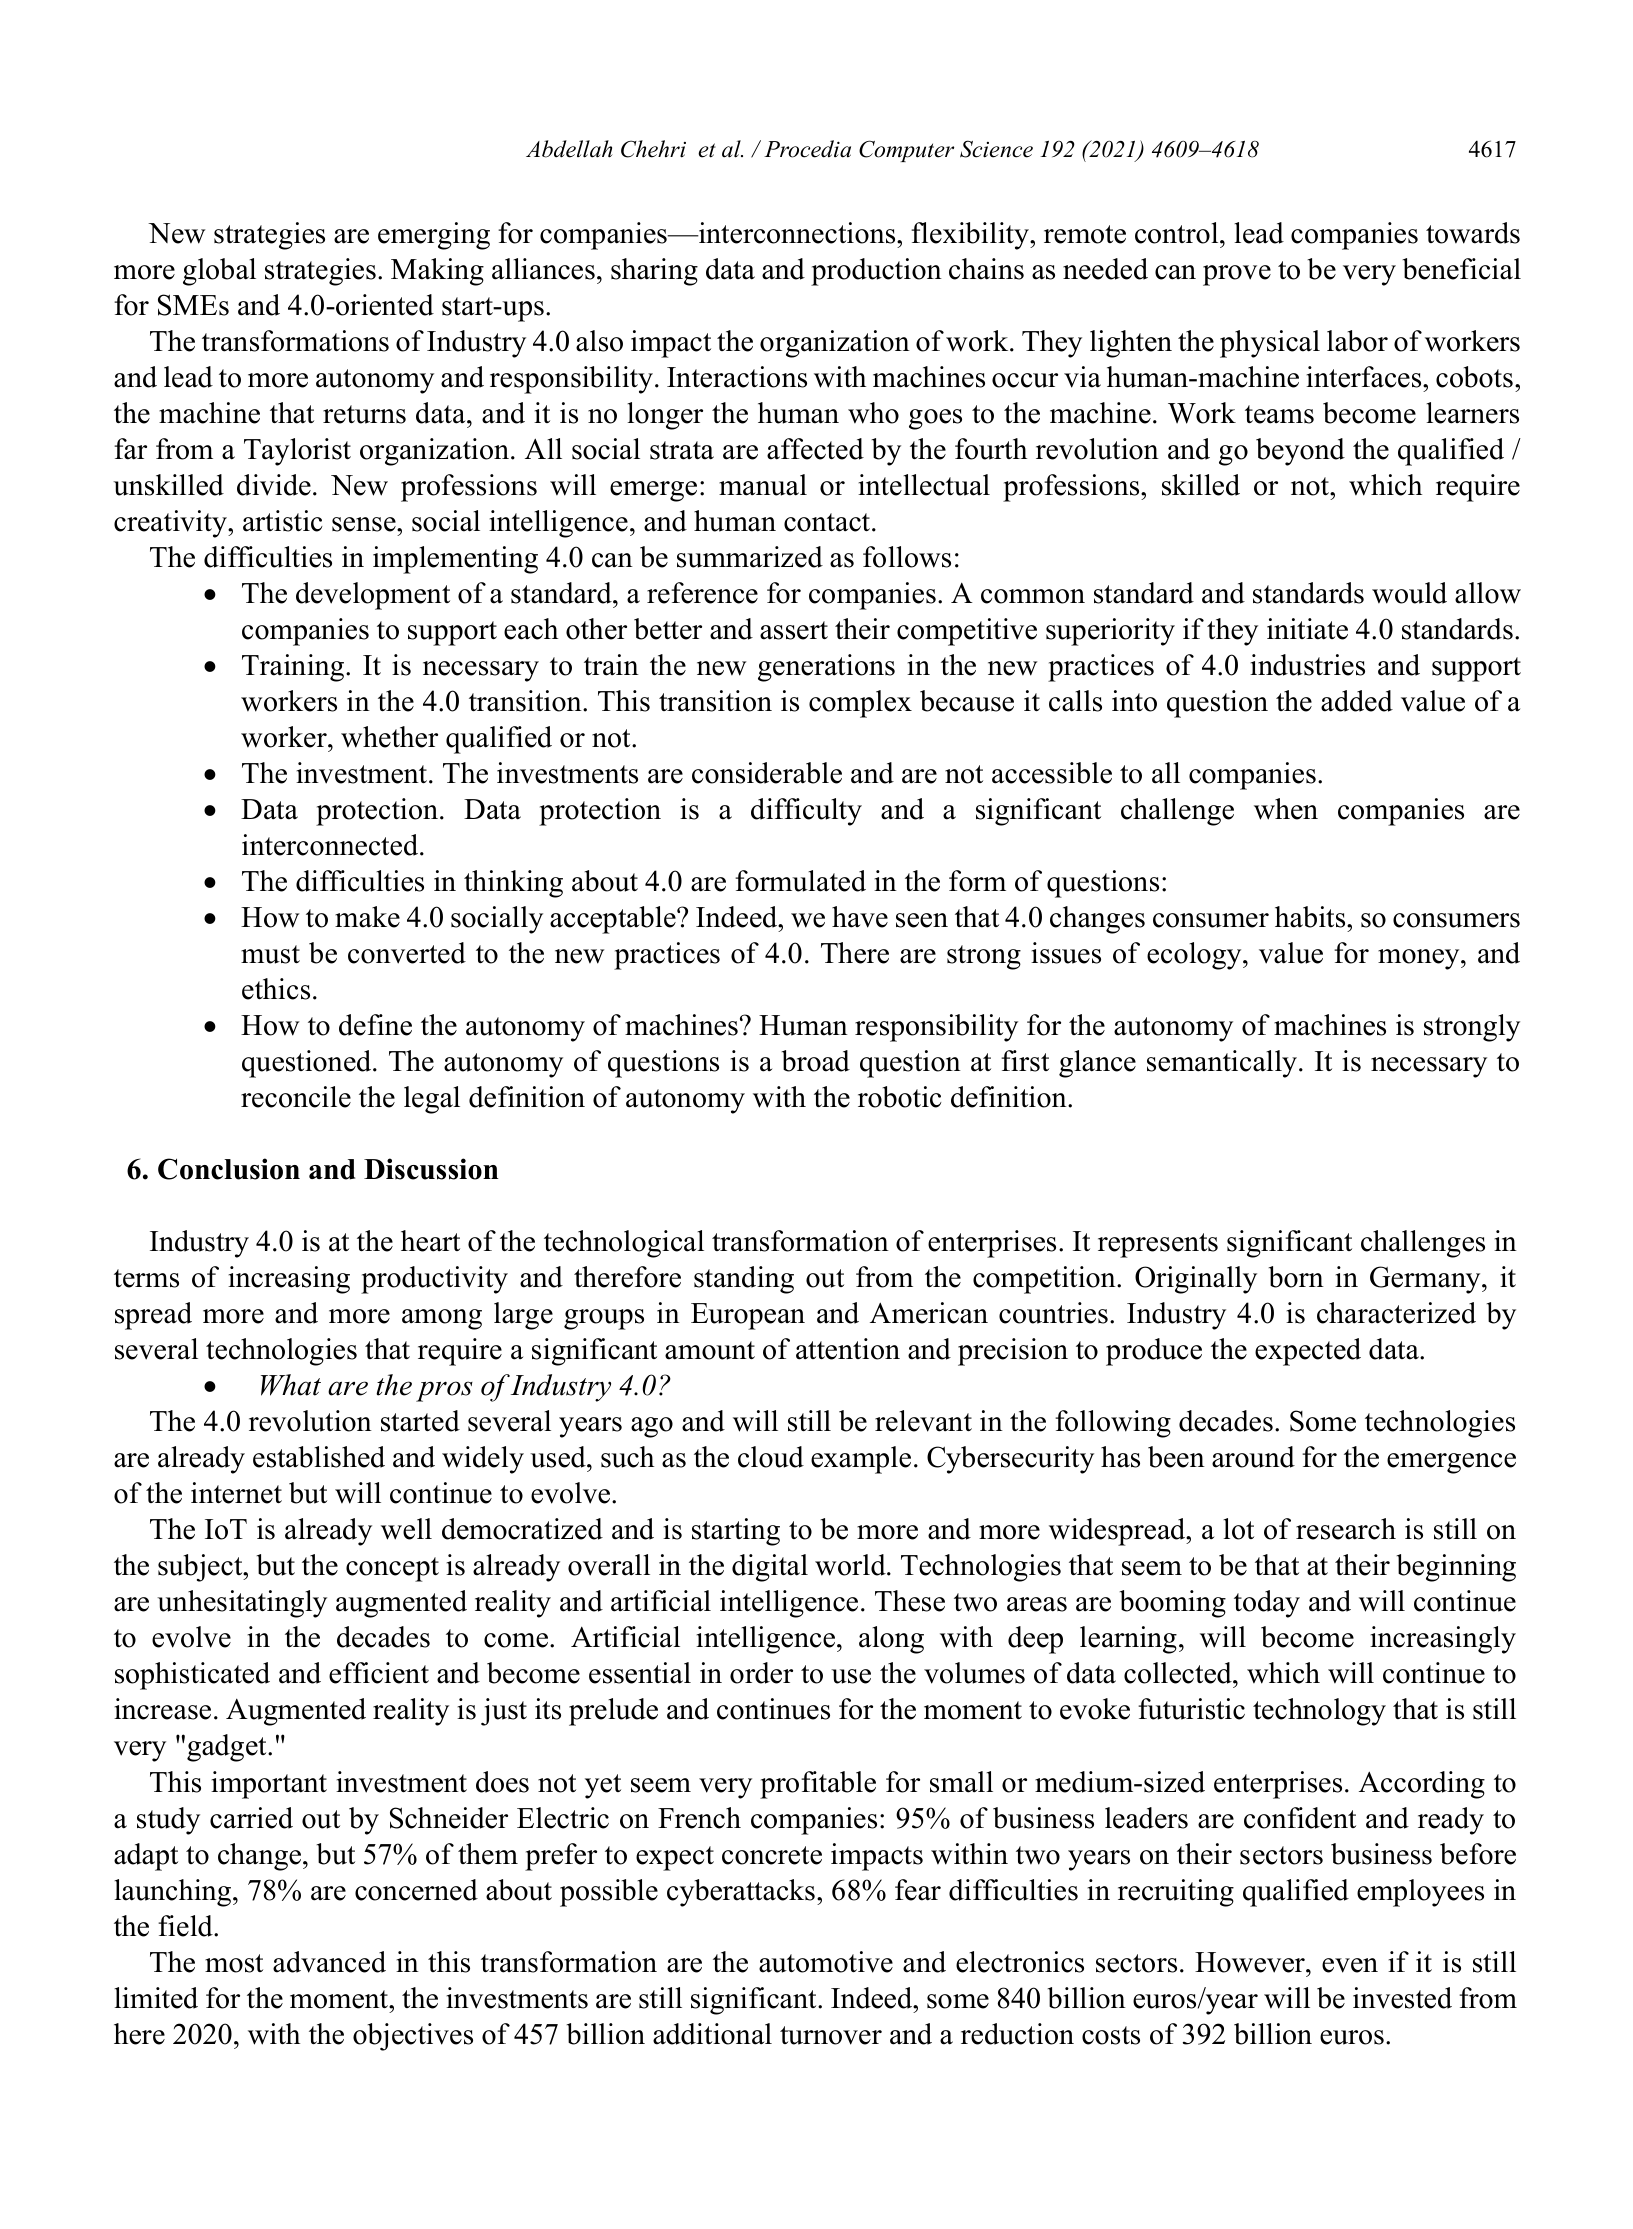 Abdellah Chehri et al. / Procedia Computer Science 192 (2021) 4609–4618 4617
New strategies are emerging for companies—interconnections, flexibility, remote control, lead companies towards
more global strategies. Making alliances, sharing data and production chains as needed can prove to be very beneficial
for SMEs and 4.0-oriented start-ups.
The transformations of Industry 4.0 also impact the organization of work. They lighten the physical labor of workers
and lead to more autonomy and responsibility. Interactions with machines occur via human-machine interfaces, cobots,
the machine that returns data, and it is no longer the human who goes to the machine. Work teams become learners
far from a Taylorist organization. All social strata are affected by the fourth revolution and go beyond the qualified /
unskilled divide. New professions will emerge: manual or intellectual professions, skilled or not, which require
creativity, artistic sense, social intelligence, and human contact.
The difficulties in implementing 4.0 can be summarized as follows:
• The development of a standard, a reference for companies. A common standard and standards would allow
companies to support each other better and assert their competitive superiority if they initiate 4.0 standards.
• Training. It is necessary to train the new generations in the new practices of 4.0 industries and support
workers in the 4.0 transition. This transition is complex because it calls into question the added value of a
worker, whether qualified or not.
• The investment. The investments are considerable and are not accessible to all companies.
• Data protection. Data protection is a difficulty and a significant challenge when companies are
interconnected.
• The difficulties in thinking about 4.0 are formulated in the form of questions:
• How to make 4.0 socially acceptable? Indeed, we have seen that 4.0 changes consumer habits, so consumers
must be converted to the new practices of 4.0. There are strong issues of ecology, value for money, and
ethics.
• How to define the autonomy of machines? Human responsibility for the autonomy of machines is strongly
questioned. The autonomy of questions is a broad question at first glance semantically. It is necessary to
reconcile the legal definition of autonomy with the robotic definition.
6. Conclusion and Discussion
Industry 4.0 is at the heart of the technological transformation of enterprises. It represents significant challenges in
terms of increasing productivity and therefore standing out from the competition. Originally born in Germany, it
spread more and more among large groups in European and American countries. Industry 4.0 is characterized by
several technologies that require a significant amount of attention and precision to produce the expected data.
• What are the pros of Industry 4.0?
The 4.0 revolution started several years ago and will still be relevant in the following decades. Some technologies
are already established and widely used, such as the cloud example. Cybersecurity has been around for the emergence
of the internet but will continue to evolve.
The IoT is already well democratized and is starting to be more and more widespread, a lot of research is still on
the subject, but the concept is already overall in the digital world. Technologies that seem to be that at their beginning
are unhesitatingly augmented reality and artificial intelligence. These two areas are booming today and will continue
to evolve in the decades to come. Artificial intelligence, along with deep learning, will become increasingly
sophisticated and efficient and become essential in order to use the volumes of data collected, which will continue to
increase. Augmented reality is just its prelude and continues for the moment to evoke futuristic technology that is still
very "gadget."
This important investment does not yet seem very profitable for small or medium-sized enterprises. According to
a study carried out by Schneider Electric on French companies: 95% of business leaders are confident and ready to
adapt to change, but 57% of them prefer to expect concrete impacts within two years on their sectors business before
launching, 78% are concerned about possible cyberattacks, 68% fear difficulties in recruiting qualified employees in
the field.
The most advanced in this transformation are the automotive and electronics sectors. However, even if it is still
limited for the moment, the investments are still significant. Indeed, some 840 billion euros/year will be invested from
here 2020, with the objectives of 457 billion additional turnover and a reduction costs of 392 billion euros.